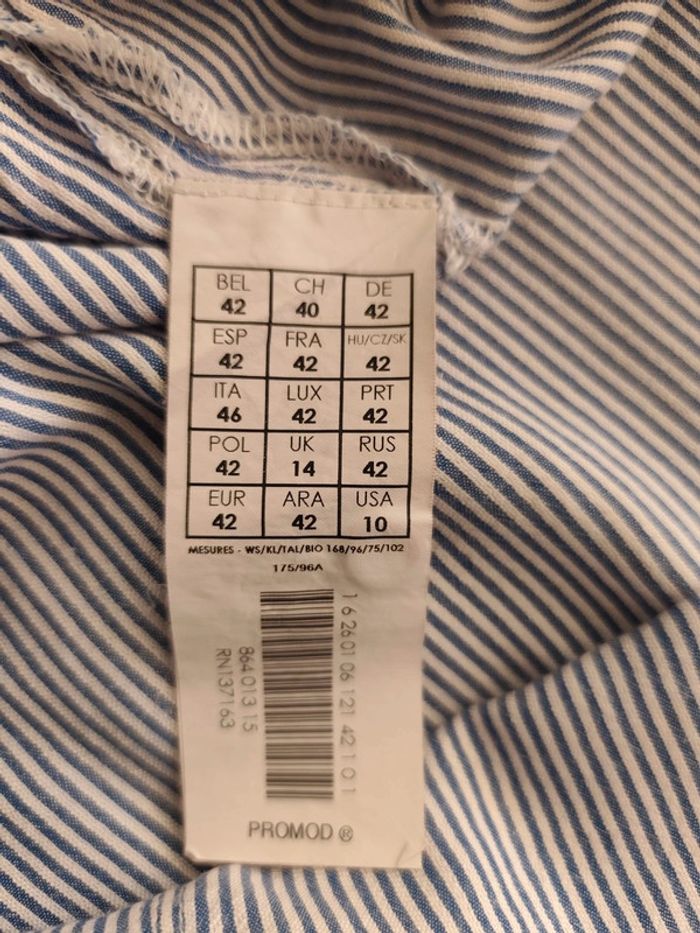 BEL CH DE
42 40 42
ESP FRA HU/CZ/SK
42 42 42
ITA LUX PRT
46 42 42
POL UK RUS
42 14 42
EUR ARA USA
42 42 10
MESURES - WS/KL/TAL/BIO 168/96/75/102
175/96A
1 6 2601 06 121 42 1 0 1
864013 15
RN137163
PROMOD ®